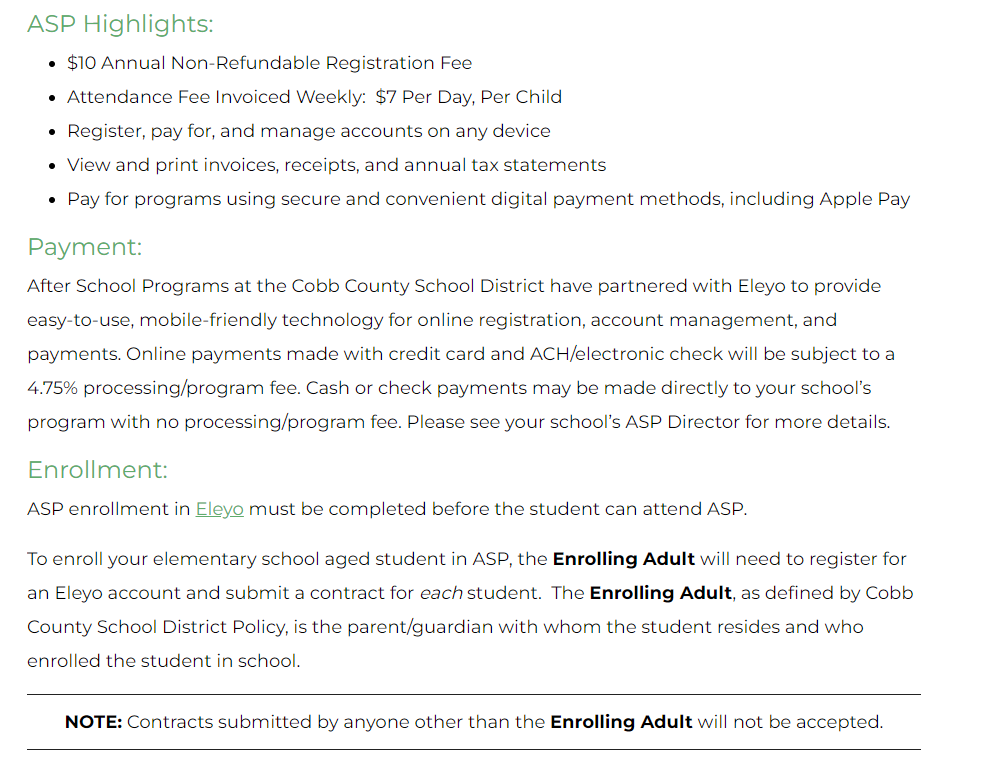 ASP Highlights:
• $10 Annual Non-Refundable Registration Fee
• Attendance Fee Invoiced Weekly:  $7 Per Day, Per Child
• Register, pay for, and manage accounts on any device
• View and print invoices, receipts, and annual tax statements
• Pay for programs using secure and convenient digital payment methods, including Apple Pay
Payment:
After School Programs at the Cobb County School District have partnered with Eleyo to provide
easy-to-use, mobile-friendly technology for online registration, account management, and
payments. Online payments made with credit card and ACH/electronic check will be subject to a
4.75% processing/program fee. Cash or check payments may be made directly to your school’s
program with no processing/program fee. Please see your school’s ASP Director for more details.
Enrollment:
ASP enrollment in Eleyo must be completed before the student can attend ASP.
To enroll your elementary school aged student in ASP, the Enrolling Adult will need to register for
an Eleyo account and submit a contract for each student.  The Enrolling Adult, as defined by Cobb
County School District Policy, is the parent/guardian with whom the student resides and who
enrolled the student in school.
NOTE: Contracts submitted by anyone other than the Enrolling Adult will not be accepted.